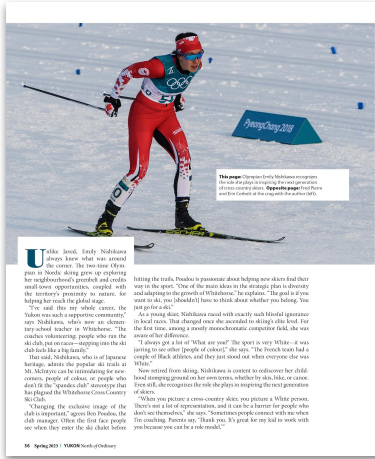 PyeongChang 2018
This page: Olympian Emily Nishikawa recognizes
the role she plays in inspiring the next generation
of cross-country skiers. Opposite page: Fred Pierre
and Erin Corbett at the crag with the author (left).
Unlike Javed, Emily Nishikawa
always knew what was around
the corner. The two-time Olym-
pian in Nordic skiing grew up exploring
her neighbourhood's greenbelt and credits
small-town opportunities, coupled with
the territory's proximity to nature, for
helping her reach the global stage.
"I've said this my whole career, the
Yukon was such a supportive community,"
says Nishikawa, who's now an elemen-
tary-school teacher in Whitehorse. "The
coaches volunteering, people who run the
ski club, put on races—stepping into the ski
club feels like a big family."
That said, Nishikawa, who is of Japanese
heritage, admits the popular ski trails at
Mt. McIntyre can be intimidating for new-
comers, people of colour, or people who
don't fit the "spandex club" stereotype that
has plagued the Whitehorse Cross Country
Ski Club.
"Changing the exclusive image of the
club is important," agrees Ben Poudou, the
club manager. Often the first face people
see when they enter the ski chalet before
hitting the trails, Poudou is passionate about helping new skiers find their
way in the sport. "One of the main ideas in the strategic plan is diversity
and adapting to the growth of Whitehorse," he explains. "The goal is if you
want to ski, you [shouldn't] have to think about whether you belong. You
just go for a ski."
As a young skier, Nishikawa raced with exactly such blissful ignorance
in local races. That changed once she ascended to skiing's elite level. For
the first time, among a mostly monochromatic competitor field, she was
aware of her difference.
"I always got a lot of 'What are you?' The sport is very White—it was
jarring to see other [people of colour]," she says. "The French team had a
couple of Black athletes, and they just stood out when everyone else was
White."
Now retired from skiing, Nishikawa is content to rediscover her child-
hood stomping ground on her own terms, whether by skis, bike, or canoe.
Even still, she recognizes the role she plays in inspiring the next generation
of skiers.
"When you picture a cross-country skier, you picture a White person.
There's not a lot of representation, and it can be a barrier for people who
don't see themselves," she says. "Sometimes people connect with me when
I'm coaching. Parents say, 'Thank you. It's great for my kid to work with
you because you can be a role model.'"
56 Spring 2023 | YUKON North of Ordinary